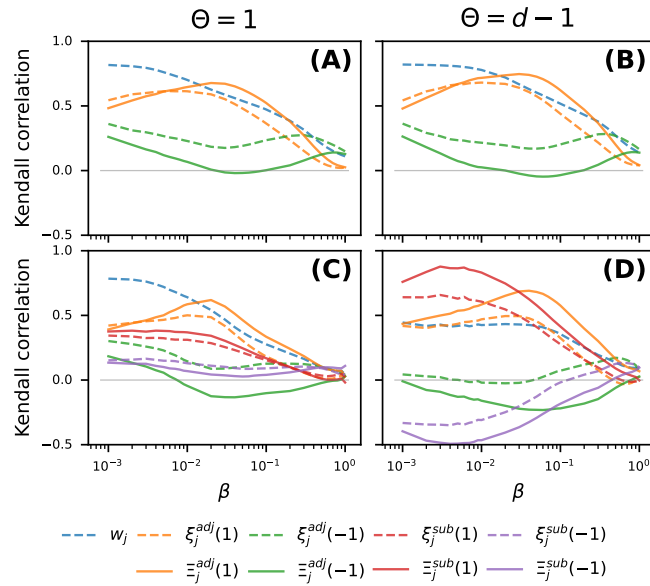 Θ = 1
Θ = d − 1
1.0
(A)
(B)
0.5
0.0
−0.5
Kendall correlation
1.0
(C)
(D)
0.5
0.0
−0.5
Kendall correlation
10⁻³ 10⁻² 10⁻¹ 10⁰
10⁻³ 10⁻² 10⁻¹ 10⁰
β
β
w_j ξ_j^{adj}(1) ξ_j^{adj}(−1) ξ_j^{sub}(1) ξ_j^{sub}(−1)
Ξ_j^{adj}(1) Ξ_j^{adj}(−1) Ξ_j^{sub}(1) Ξ_j^{sub}(−1)